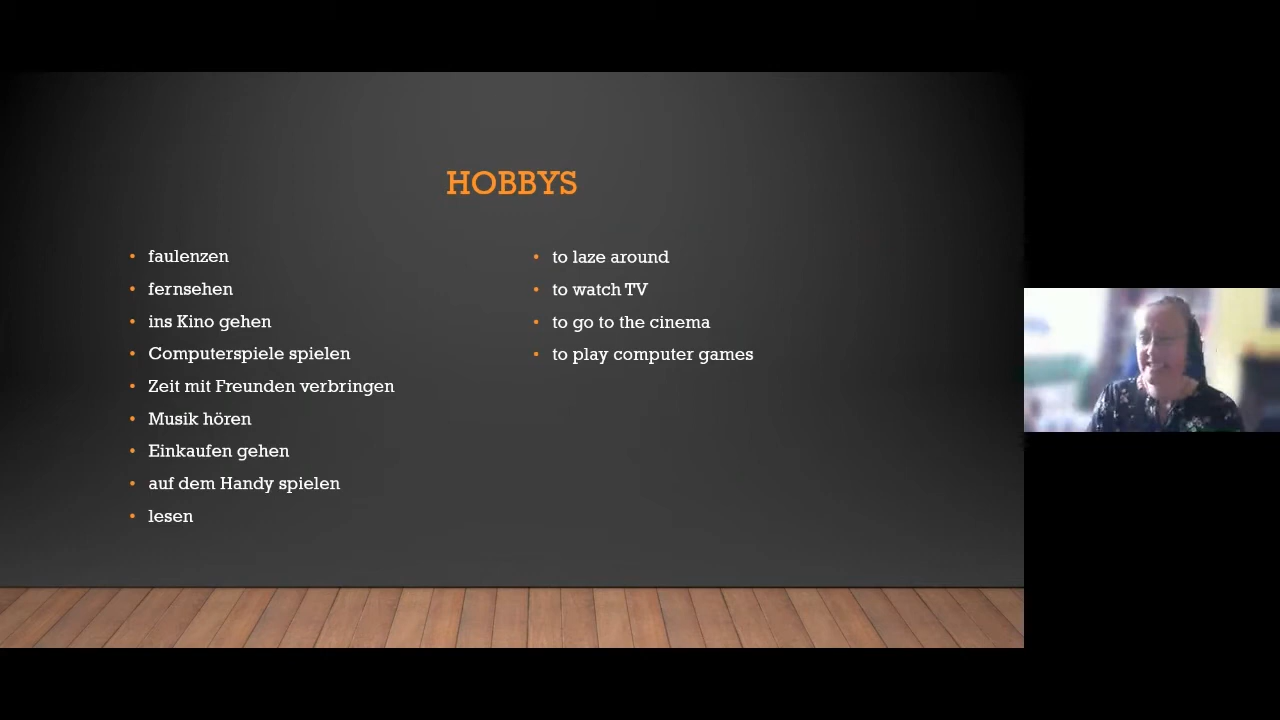 HOBBYS
faulenzen
fernsehen
ins Kino gehen
Computerspiele spielen
Zeit mit Freunden verbringen
Musik hören
Einkaufen gehen
auf dem Handy spielen
lesen
to laze around
to watch TV
to go to the cinema
to play computer games